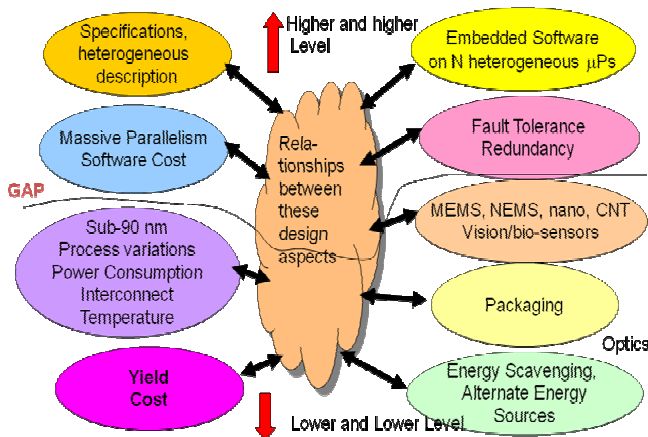 Specifications,
heterogeneous
description
Higher and higher
Level
Embedded Software
on N heterogeneous µPs
Massive Parallelism
Software Cost
Rela-
tionships
between
these
design
aspects
Fault Tolerance
Redundancy
GAP
MEMS, NEMS, nano, CNT
Vision/bio-sensors
Sub-90 nm
Process variations
Power Consumption
Interconnect
Temperature
Packaging
Optics
Yield
Cost
Energy Scavenging,
Alternate Energy
Sources
Lower and Lower Level